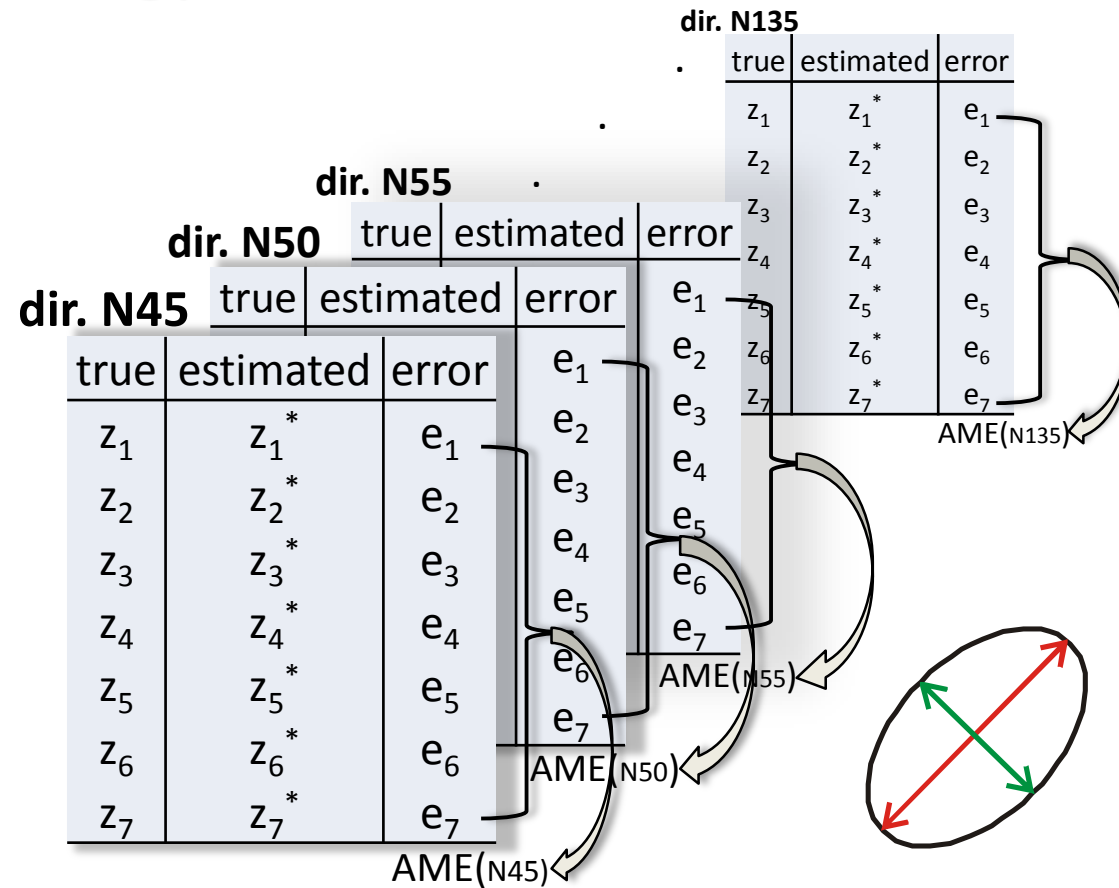 dir. N135
true estimated error
z₁ z₁* e₁
z₂ z₂* e₂
z₃ z₃* e₃
z₄ z₄* e₄
z₅ z₅* e₅
z₆ z₆* e₆
z₇ z₇* e₇
AME(N135)
dir. N55
true estimated error
e₁
e₂
e₃
e₄
e₅
e₆
e₇
AME(N55)
dir. N50
true estimated error
e₁
e₂
e₃
e₄
e₅
e₆
e₇
AME(N50)
dir. N45
true estimated error
z₁ z₁* e₁
z₂ z₂* e₂
z₃ z₃* e₃
z₄ z₄* e₄
z₅ z₅* e₅
z₆ z₆* e₆
z₇ z₇* e₇
AME(N45)